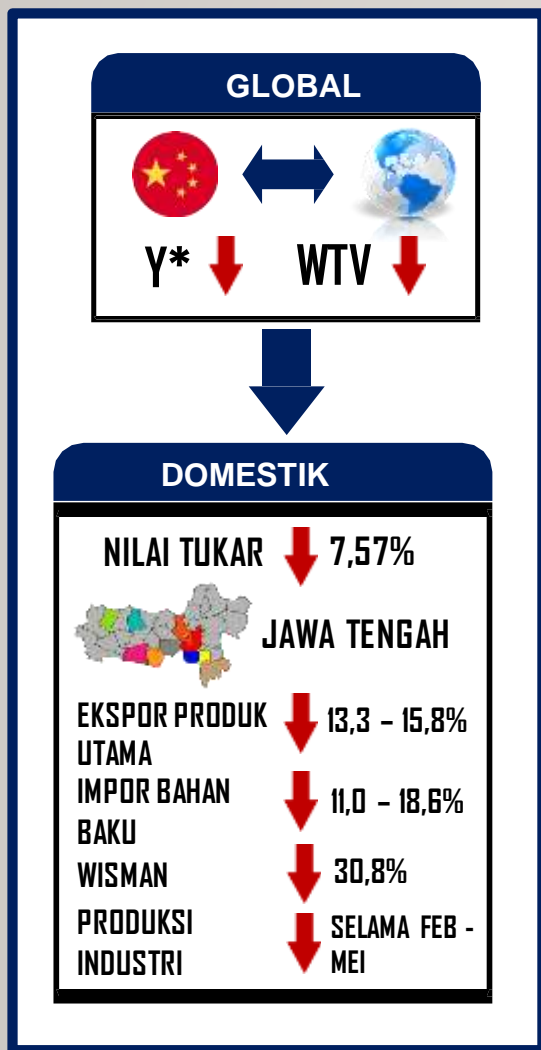 GLOBAL
Y*
WTV
DOMESTIK
NILAI TUKAR 7,57%
JAWA TENGAH
EKSPOR PRODUK
UTAMA
13,3 – 15,8%
IMPOR BAHAN
BAKU
11,0 – 18,6%
WISMAN
30,8%
PRODUKSI
INDUSTRI
SELAMA FEB -
MEI